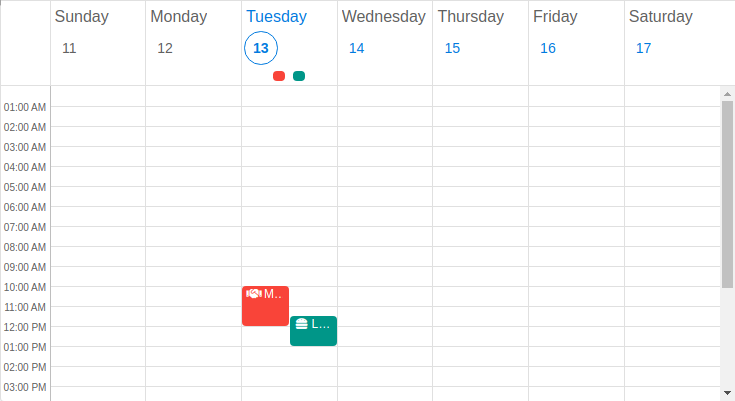 Sunday Monday Tuesday Wednesday Thursday Friday Saturday
11 12 13 14 15 16 17
01:00 AM
02:00 AM
03:00 AM
04:00 AM
05:00 AM
06:00 AM
07:00 AM
08:00 AM
09:00 AM
10:00 AM
M...
11:00 AM
12:00 PM
L...
01:00 PM
02:00 PM
03:00 PM